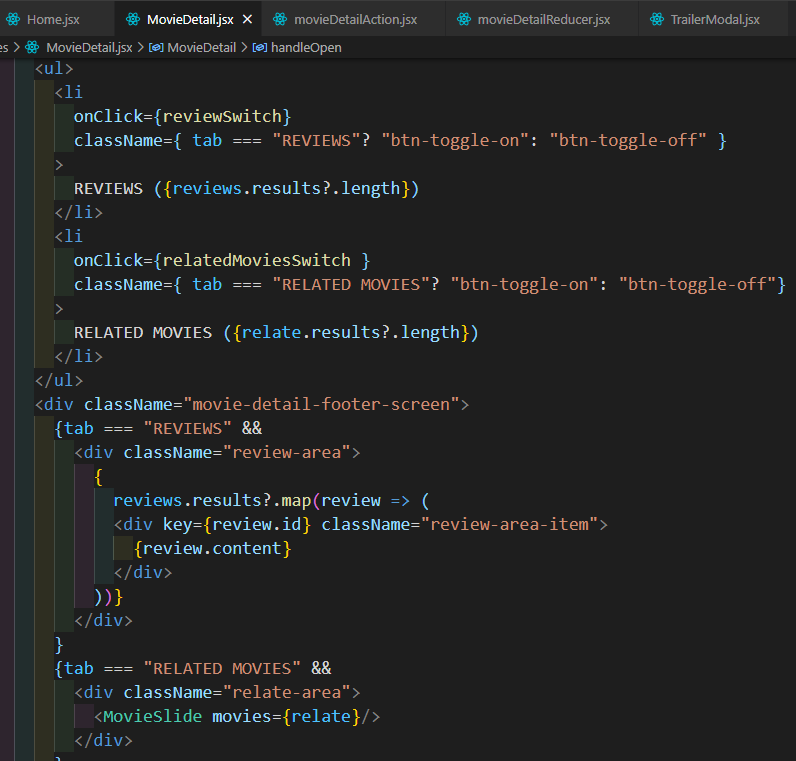 Home.jsx MovieDetail.jsx × movieDetailAction.jsx movieDetailReducer.jsx TrailerModal.jsx
es > MovieDetail.jsx > MovieDetail > handleOpen
<ul>
<li
onClick={reviewSwitch}
className={ tab === "REVIEWS"? "btn-toggle-on": "btn-toggle-off" }
>
REVIEWS ({reviews.results?.length})
</li>
<li
onClick={relatedMoviesSwitch }
className={ tab === "RELATED MOVIES"? "btn-toggle-on": "btn-toggle-off"}
>
RELATED MOVIES ({relate.results?.length})
</li>
</ul>
<div className="movie-detail-footer-screen">
{tab === "REVIEWS" &&
<div className="review-area">
{
reviews.results?.map(review => (
<div key={review.id} className="review-area-item">
{review.content}
</div>
))}
</div>
}
{tab === "RELATED MOVIES" &&
<div className="relate-area">
<MovieSlide movies={relate}/>
</div>
}